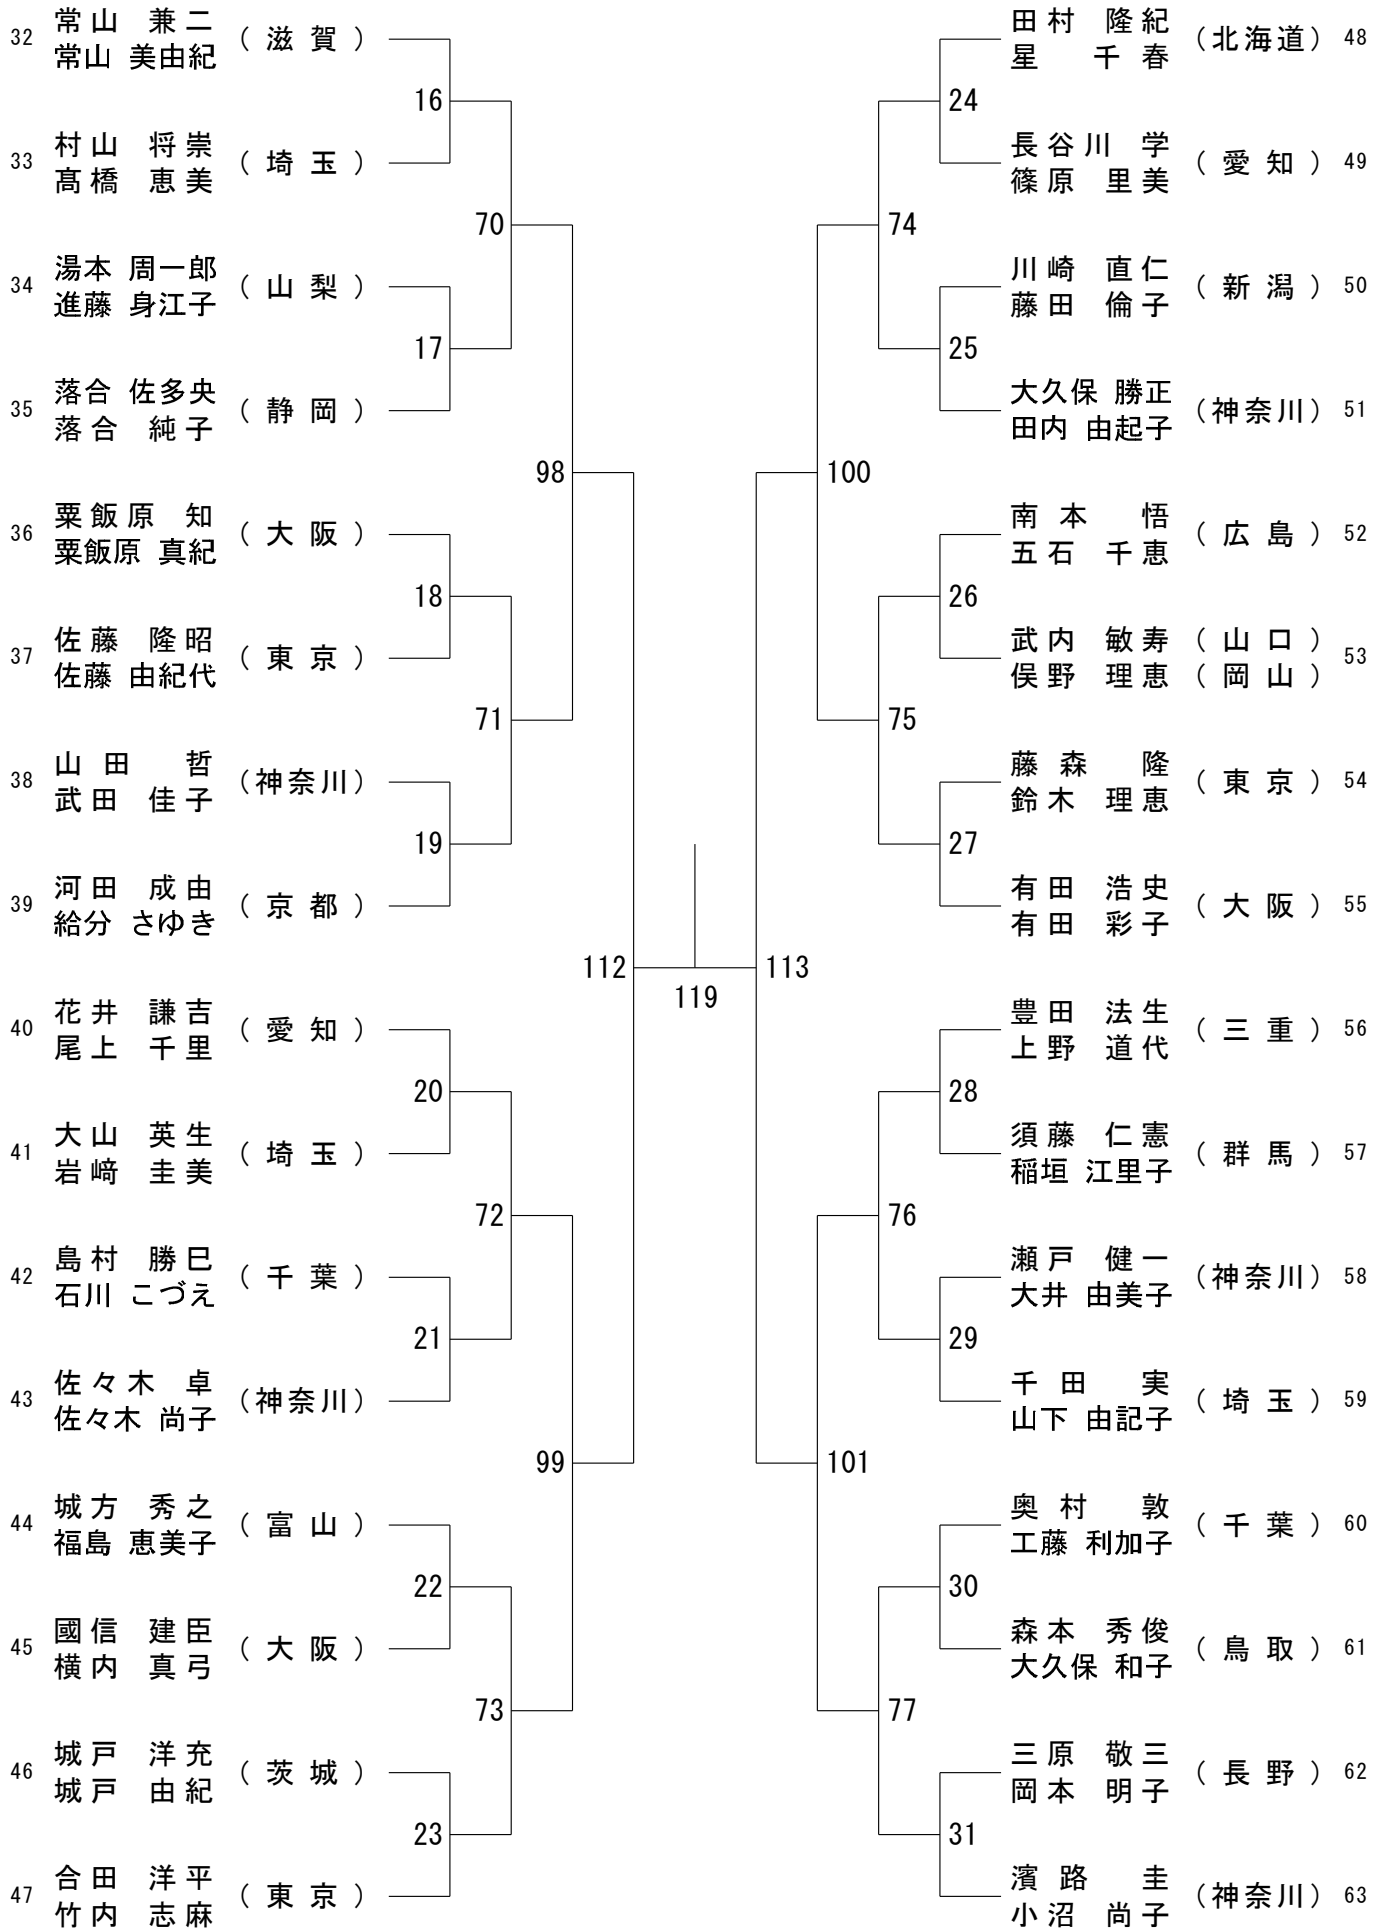 32 常山 兼二 常山 美由紀 (滋賀)
16
33 村山 将崇 髙橋 恵美 (埼玉)
70
34 湯本 周一郎 進藤 身江子 (山梨)
17
35 落合 佐多央 落合 純子 (静岡)
98
36 粟飯原 知 粟飯原 真紀 (大阪)
18
37 佐藤 隆昭 佐藤 由紀代 (東京)
71
38 山田 哲 武田 佳子 (神奈川)
19
39 河田 成由 給分 さゆき (京都)
112
40 花井 謙吉 尾上 千里 (愛知)
20
41 大山 英生 岩﨑 圭美 (埼玉)
72
42 島村 勝巳 石川 こづえ (千葉)
21
43 佐々木 卓 佐々木 尚子 (神奈川)
99
44 城方 秀之 福島 恵美子 (富山)
22
45 國信 建臣 横内 真弓 (大阪)
73
46 城戸 洋充 城戸 由紀 (茨城)
23
47 合田 洋平 竹内 志麻 (東京)
119
田村 隆紀 星 千春 (北海道) 48
24
長谷川 学 篠原 里美 (愛知) 49
74
川崎 直仁 藤田 倫子 (新潟) 50
25
大久保 勝正 田内 由起子 (神奈川) 51
100
南本 悟 五石 千恵 (広島) 52
26
武内 敏寿 (山口) 俣野 理恵 (岡山) 53
75
藤森 隆 鈴木 理恵 (東京) 54
27
有田 浩史 有田 彩子 (大阪) 55
113
豊田 法生 上野 道代 (三重) 56
28
須藤 仁憲 稲垣 江里子 (群馬) 57
76
瀬戸 健一 大井 由美子 (神奈川) 58
29
千田 実 山下 由記子 (埼玉) 59
101
奥村 敦 工藤 利加子 (千葉) 60
30
森本 秀俊 大久保 和子 (鳥取) 61
77
三原 敬三 岡本 明子 (長野) 62
31
濱路 圭 小沼 尚子 (神奈川) 63